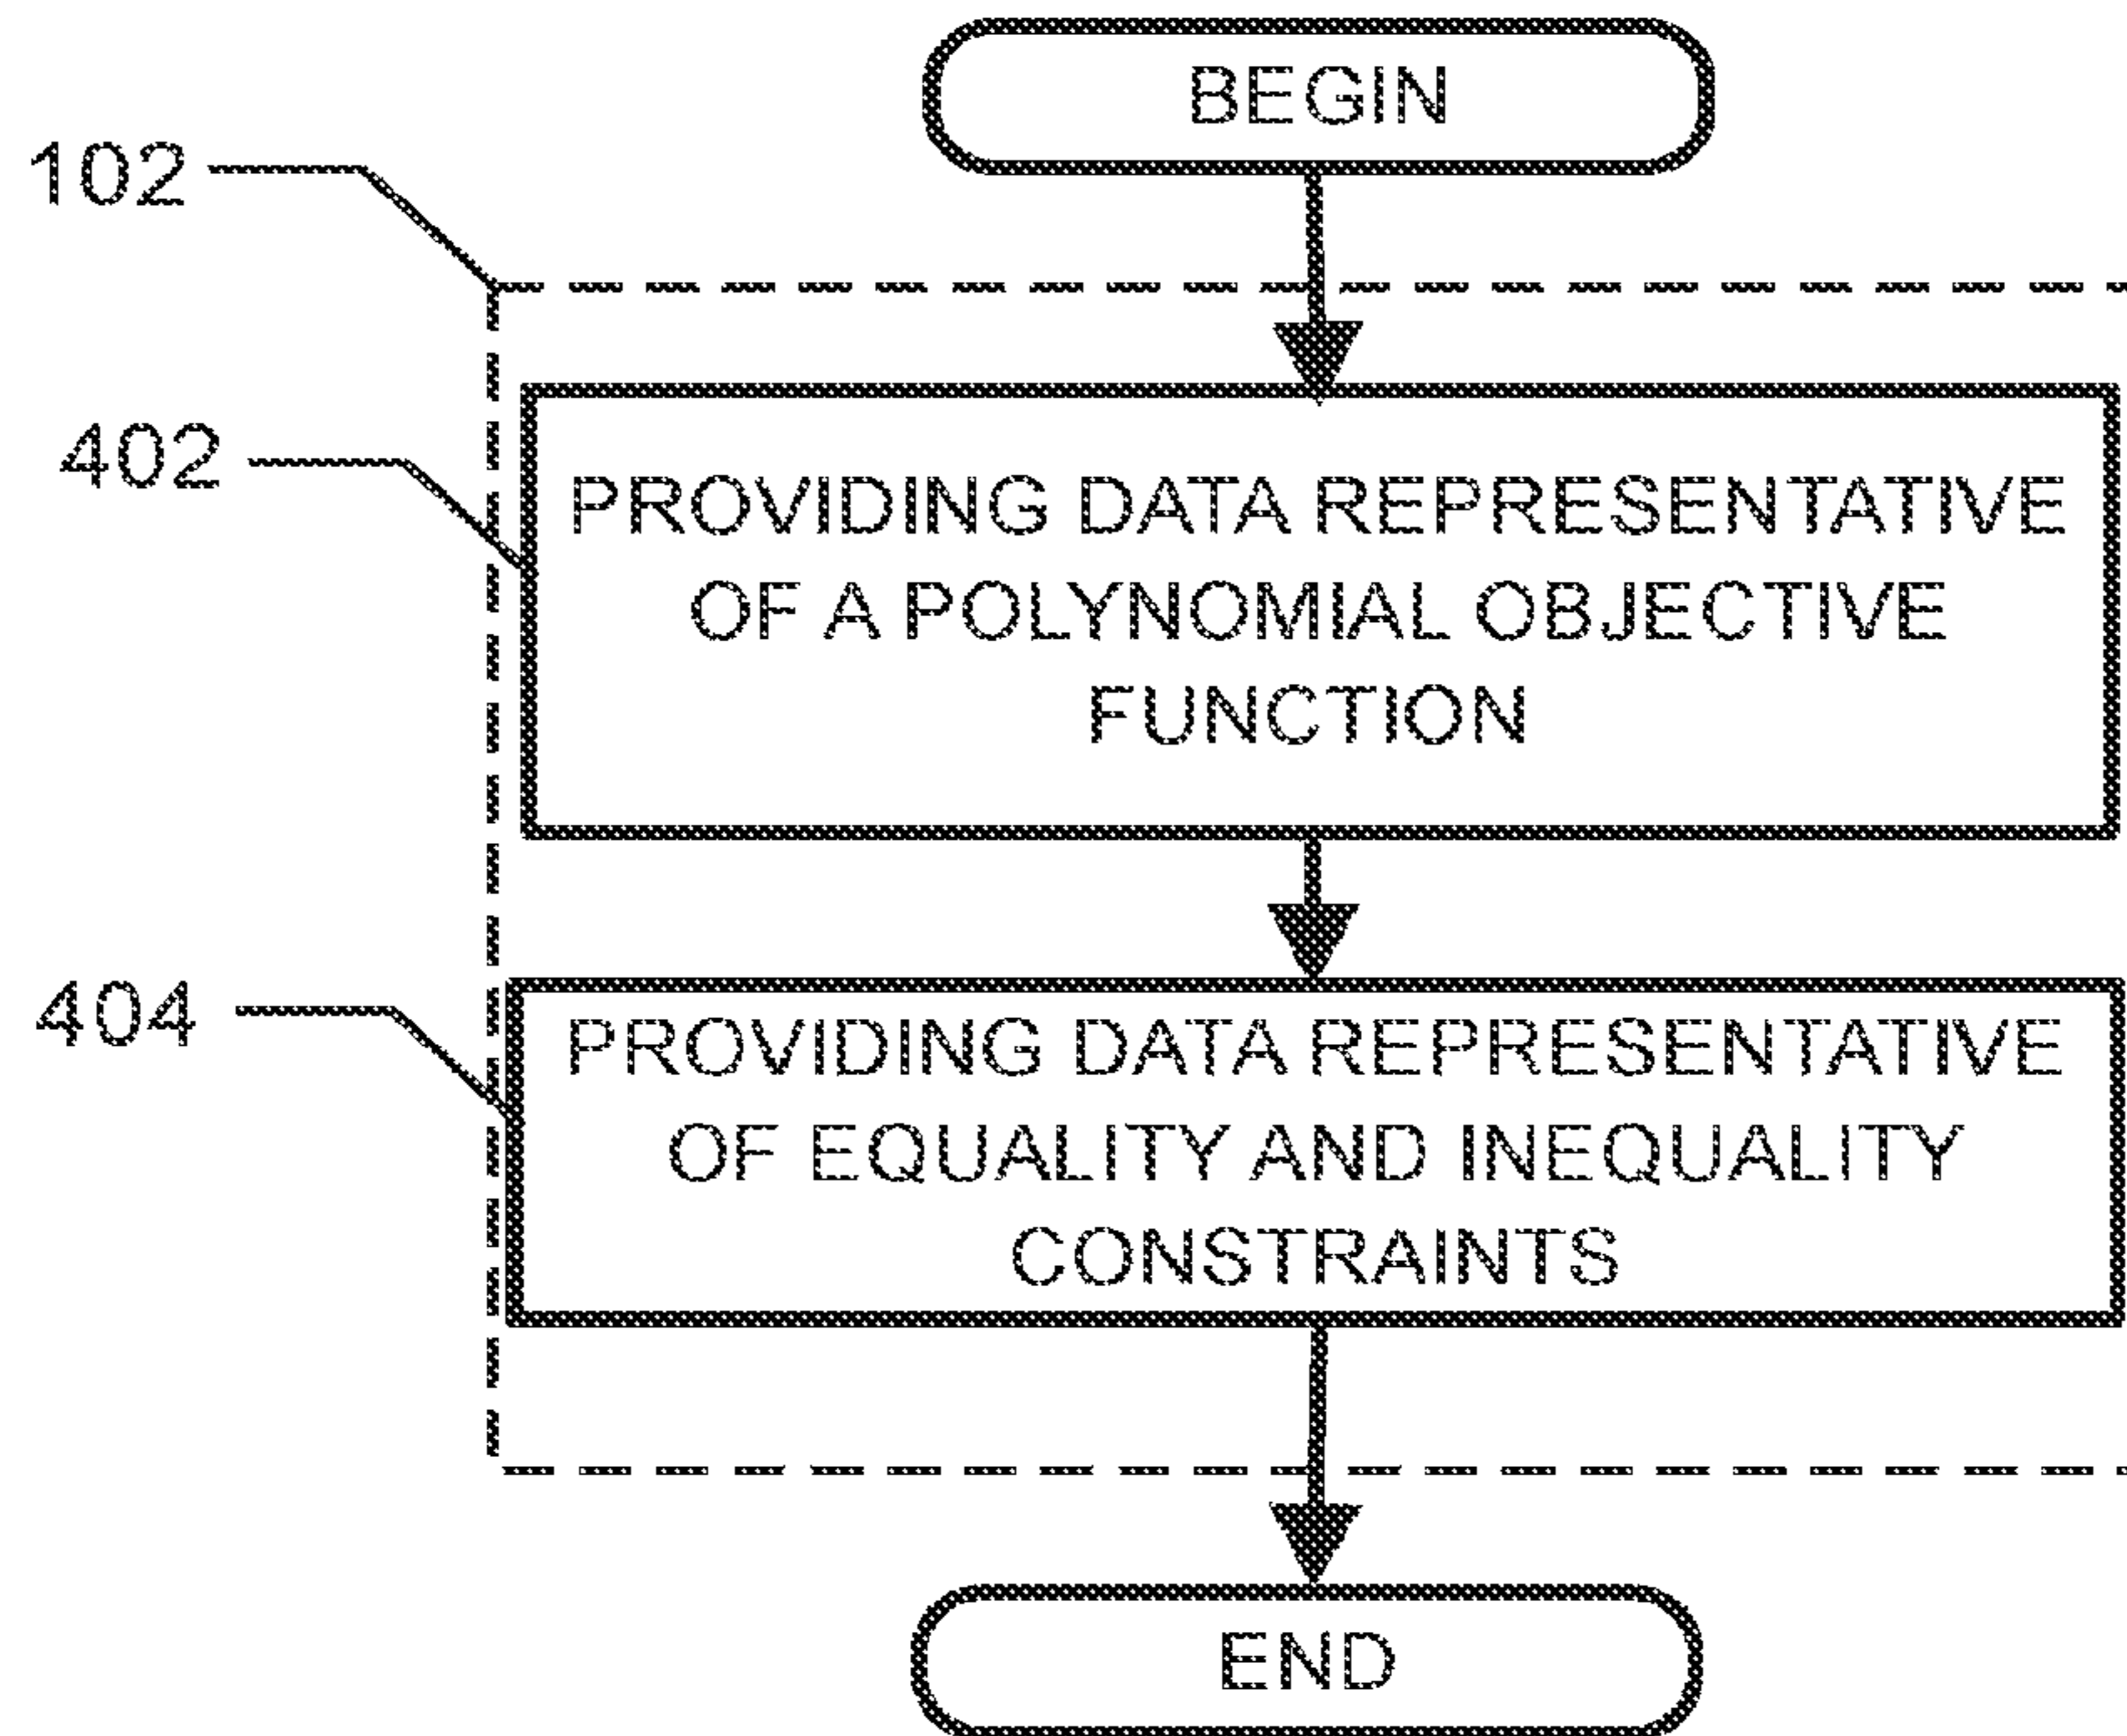 BEGIN
102
402
PROVIDING DATA REPRESENTATIVE
OF A POLYNOMIAL OBJECTIVE
FUNCTION
404
PROVIDING DATA REPRESENTATIVE
OF EQUALITY AND INEQUALITY
CONSTRAINTS
END